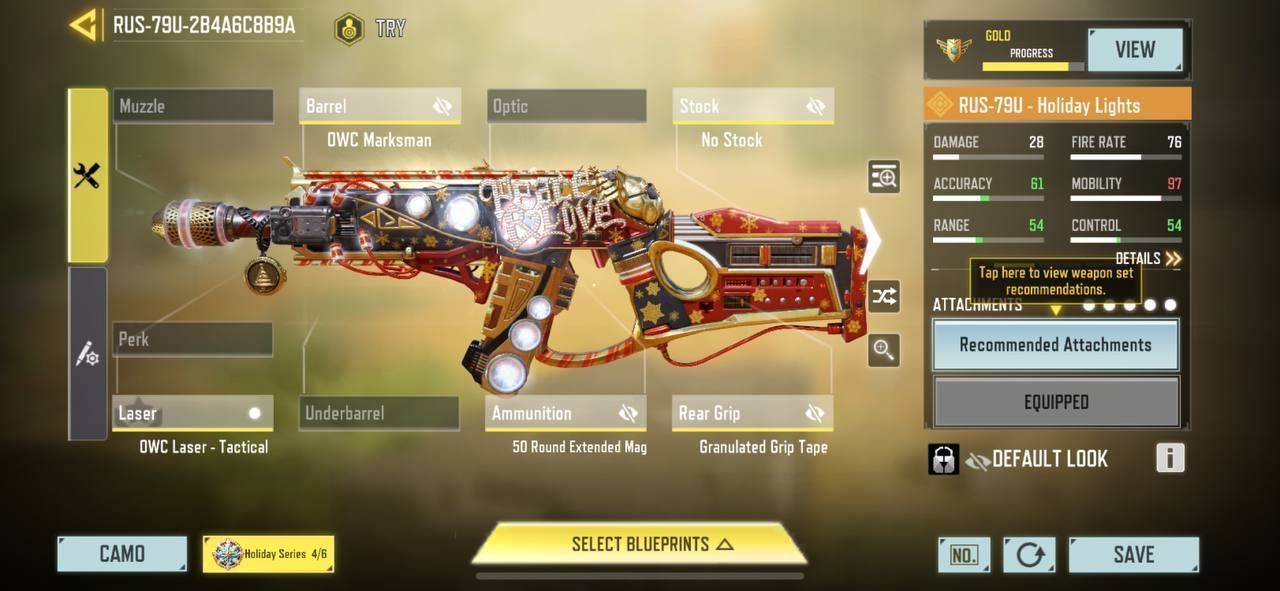 RUS-79U-2B4A6C8B9A
TRY
GOLD
PROGRESS
VIEW
Muzzle
Barrel
Optic
Stock
OWC Marksman
No Stock
RUS-79U - Holiday Lights
DAMAGE 28
FIRE RATE 76
ACCURACY 61
MOBILITY 97
RANGE 54
CONTROL 54
DETAILS
Tap here to view weapon set
recommendations.
ATTACHMENTS
PEACE
LOVE
Perk
Recommended Attachments
Laser
Underbarrel
Ammunition
Rear Grip
EQUIPPED
OWC Laser - Tactical
50 Round Extended Mag
Granulated Grip Tape
DEFAULT LOOK
i
CAMO
Holiday Series 4/6
SELECT BLUEPRINTS
NO.
SAVE